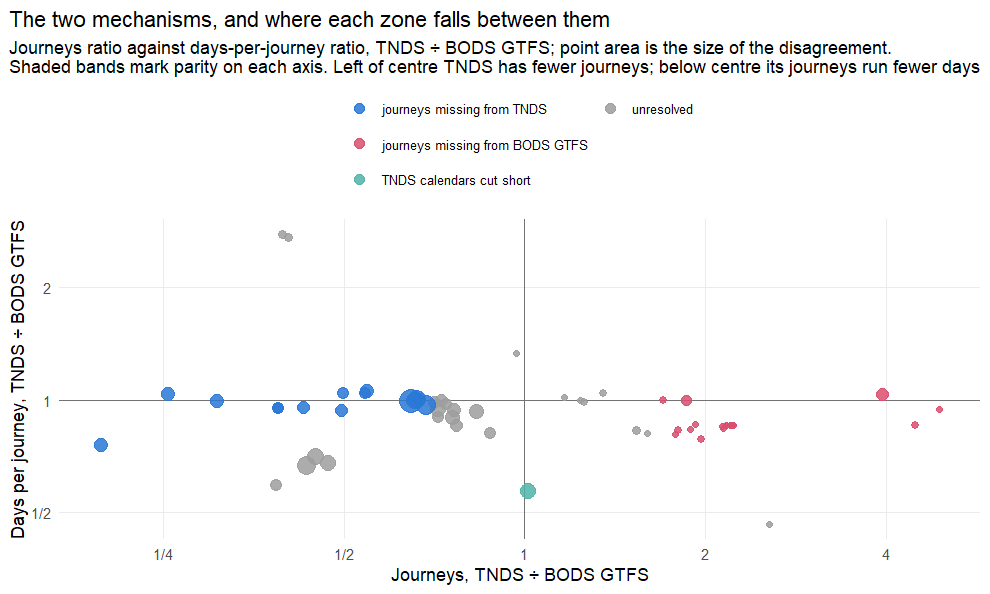 The two mechanisms, and where each zone falls between them
Journeys ratio against days-per-journey ratio, TNDS ÷ BODS GTFS; point area is the size of the disagreement.
Shaded bands mark parity on each axis. Left of centre TNDS has fewer journeys; below centre its journeys run fewer days
journeys missing from TNDS
unresolved
journeys missing from BODS GTFS
TNDS calendars cut short
Days per journey, TNDS ÷ BODS GTFS
2
1
1/2
1/4
1/2
1
2
4
Journeys, TNDS ÷ BODS GTFS